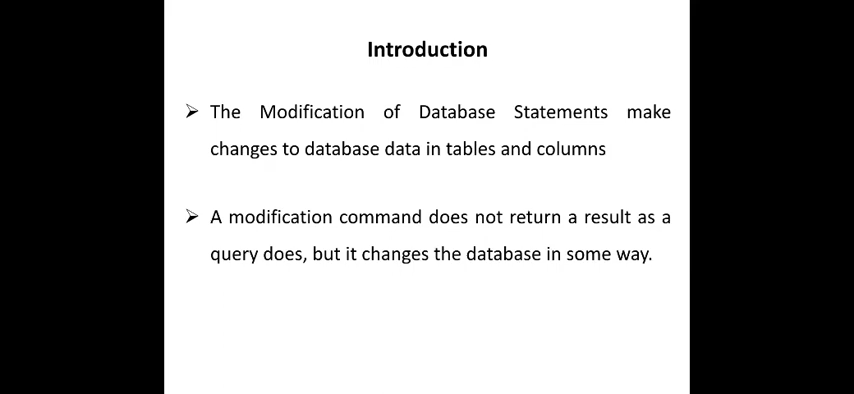 Introduction
➢ The Modification of Database Statements make
changes to database data in tables and columns
➢ A modification command does not return a result as a
query does, but it changes the database in some way.